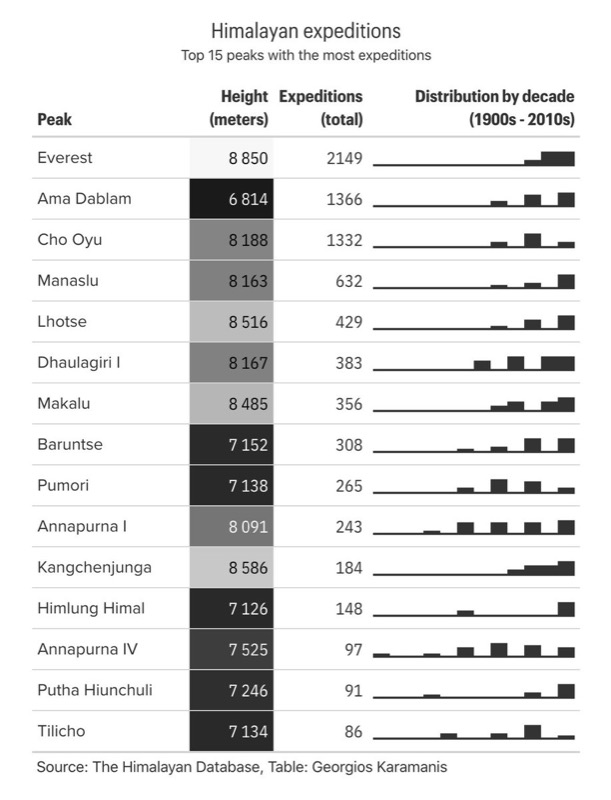 Himalayan expeditions
Top 15 peaks with the most expeditions
Peak Height (meters) Expeditions (total) Distribution by decade (1900s - 2010s)
Everest 8 850 2149
Ama Dablam 6 814 1366
Cho Oyu 8 188 1332
Manaslu 8 163 632
Lhotse 8 516 429
Dhaulagiri I 8 167 383
Makalu 8 485 356
Baruntse 7 152 308
Pumori 7 138 265
Annapurna I 8 091 243
Kangchenjunga 8 586 184
Himlung Himal 7 126 148
Annapurna IV 7 525 97
Putha Hiunchuli 7 246 91
Tilicho 7 134 86
Source: The Himalayan Database, Table: Georgios Karamanis